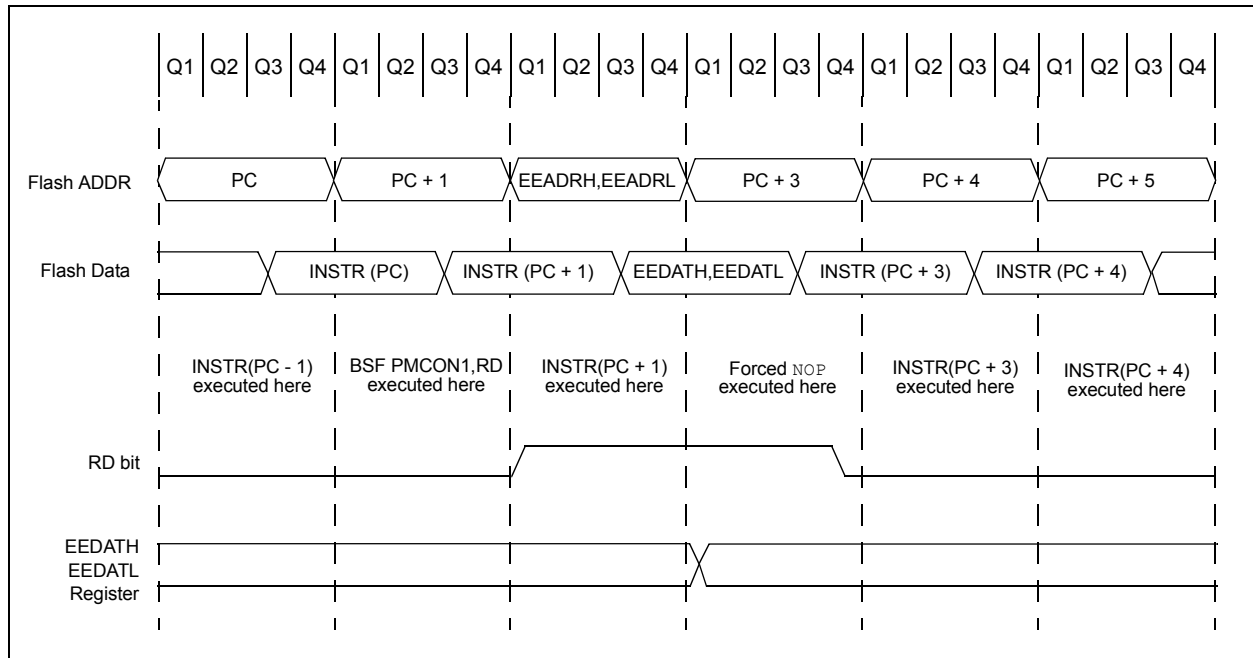 Q1 Q2 Q3 Q4 Q1 Q2 Q3 Q4 Q1 Q2 Q3 Q4 Q1 Q2 Q3 Q4 Q1 Q2 Q3 Q4 Q1 Q2 Q3 Q4
Flash ADDR PC PC + 1 EEADRH,EEADRL PC + 3 PC + 4 PC + 5
Flash Data INSTR (PC) INSTR (PC + 1) EEDATH,EEDATL INSTR (PC + 3) INSTR (PC + 4)
INSTR(PC - 1) BSF PMCON1,RD INSTR(PC + 1) Forced NOP INSTR(PC + 3) INSTR(PC + 4)
executed here executed here executed here executed here executed here executed here
RD bit
EEDATH
EEDATL
Register